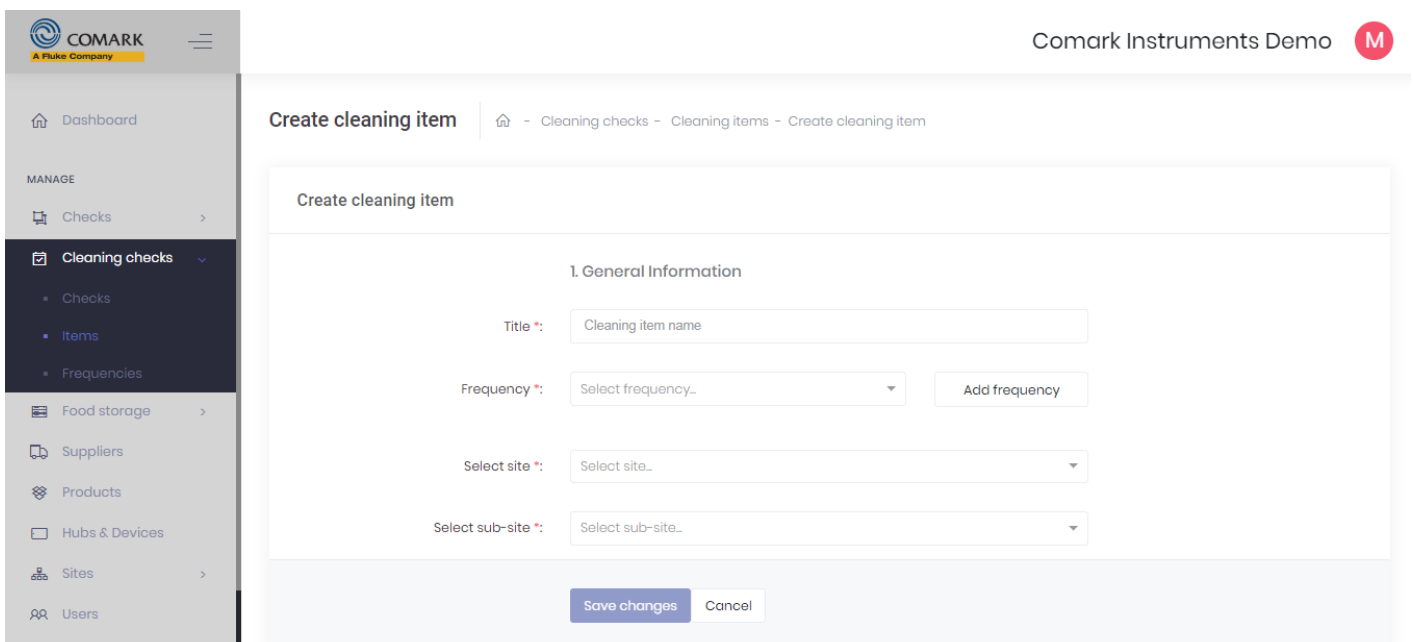 COMARK
A Fluke Company
Comark Instruments Demo
M
Dashboard
MANAGE
Checks
Cleaning checks
Checks
Items
Frequencies
Food storage
Suppliers
Products
Hubs & Devices
Sites
Users
Create cleaning item
- Cleaning checks - Cleaning items - Create cleaning item
Create cleaning item
1. General Information
Title *: Cleaning item name
Frequency *: Select frequency... Add frequency
Select site *: Select site...
Select sub-site *: Select sub-site...
Save changes Cancel